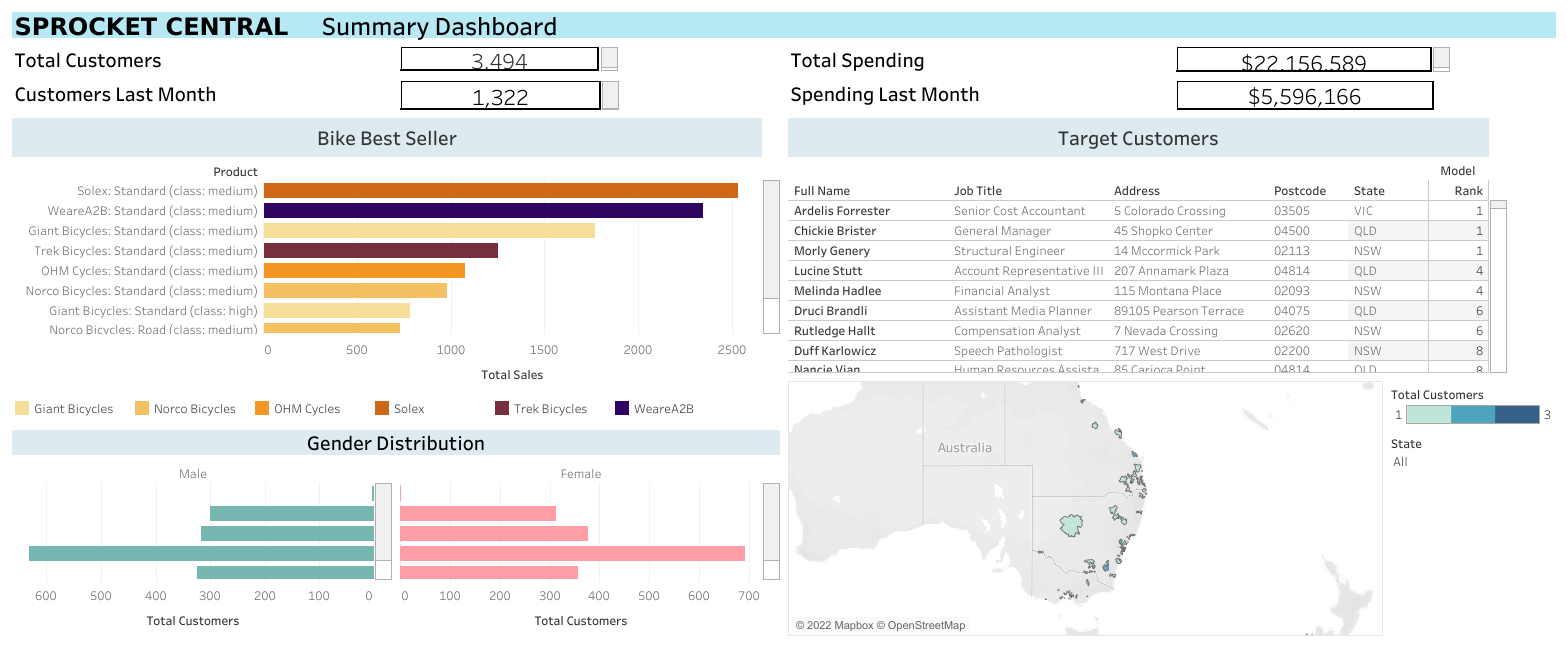 SPROCKET CENTRAL Summary Dashboard
Total Customers 3,494
Customers Last Month 1,322
Total Spending $22,156,589
Spending Last Month $5,596,166
Bike Best Seller
Product
Solex: Standard (class: medium)
WeareA2B: Standard (class: medium)
Giant Bicycles: Standard (class: medium)
Trek Bicycles: Standard (class: medium)
OHM Cycles: Standard (class: medium)
Norco Bicycles: Standard (class: medium)
Giant Bicycles: Standard (class: high)
Norco Bicycles: Road (class: medium)
0 500 1000 1500 2000 2500
Total Sales
Giant Bicycles Norco Bicycles OHM Cycles Solex Trek Bicycles WeareA2B
Gender Distribution
Male Female
600 500 400 300 200 100 0
0 100 200 300 400 500 600 700
Total Customers Total Customers
Target Customers
Model
Full Name Job Title Address Postcode State Rank
Ardelis Forrester Senior Cost Accountant 5 Colorado Crossing 03505 VIC 1
Chickie Brister General Manager 45 Shopko Center 04500 QLD 1
Morly Genery Structural Engineer 14 Mccormick Park 02113 NSW 1
Lucine Stutt Account Representative III 207 Annamark Plaza 04814 QLD 4
Melinda Hadlee Financial Analyst 115 Montana Place 02093 NSW 4
Druci Brandli Assistant Media Planner 89105 Pearson Terrace 04075 QLD 6
Rutledge Hallt Compensation Analyst 7 Nevada Crossing 02620 NSW 6
Duff Karlowicz Speech Pathologist 717 West Drive 02200 NSW 8
Nancie Vian Human Resources Assista 85 Carioca Point 04814 QLD 8
Australia
© 2022 Mapbox © OpenStreetMap
Total Customers
1 3
State
All